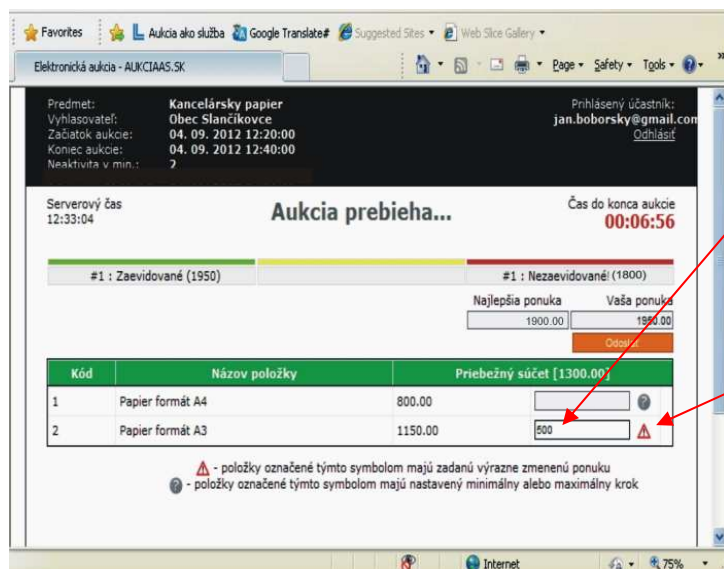 Favorites Aukcia ako služba Google Translate# Suggested Sites Web Slice Gallery
Elektronická aukcia - AUKCIAAS.SK Page Safety Tools »
Predmet: Kancelársky papier Prihlásený účastník:
Vyhlasovateľ: Obec Slančíkovce jan.boborsky@gmail.com
Začiatok aukcie: 04. 09. 2012 12:20:00 Odhlásiť
Koniec aukcie: 04. 09. 2012 12:40:00
Neaktivita v min.: 2
Serverový čas Aukcia prebieha... Čas do konca aukcie
12:33:04 00:06:56
#1 : Zaevidované (1950) #1 : Nezaevidované! (1800)
Najlepšia ponuka Vaša ponuka
1900.00 1950.00
Odoslať
Kód Názov položky Priebežný súčet [1300.00]
1 Papier formát A4 800.00
2 Papier formát A3 1150.00 500
- položky označené týmto symbolom majú zadanú výrazne zmenenú ponuku
- položky označené týmto symbolom majú nastavený minimálny alebo maximálny krok
Internet 75%